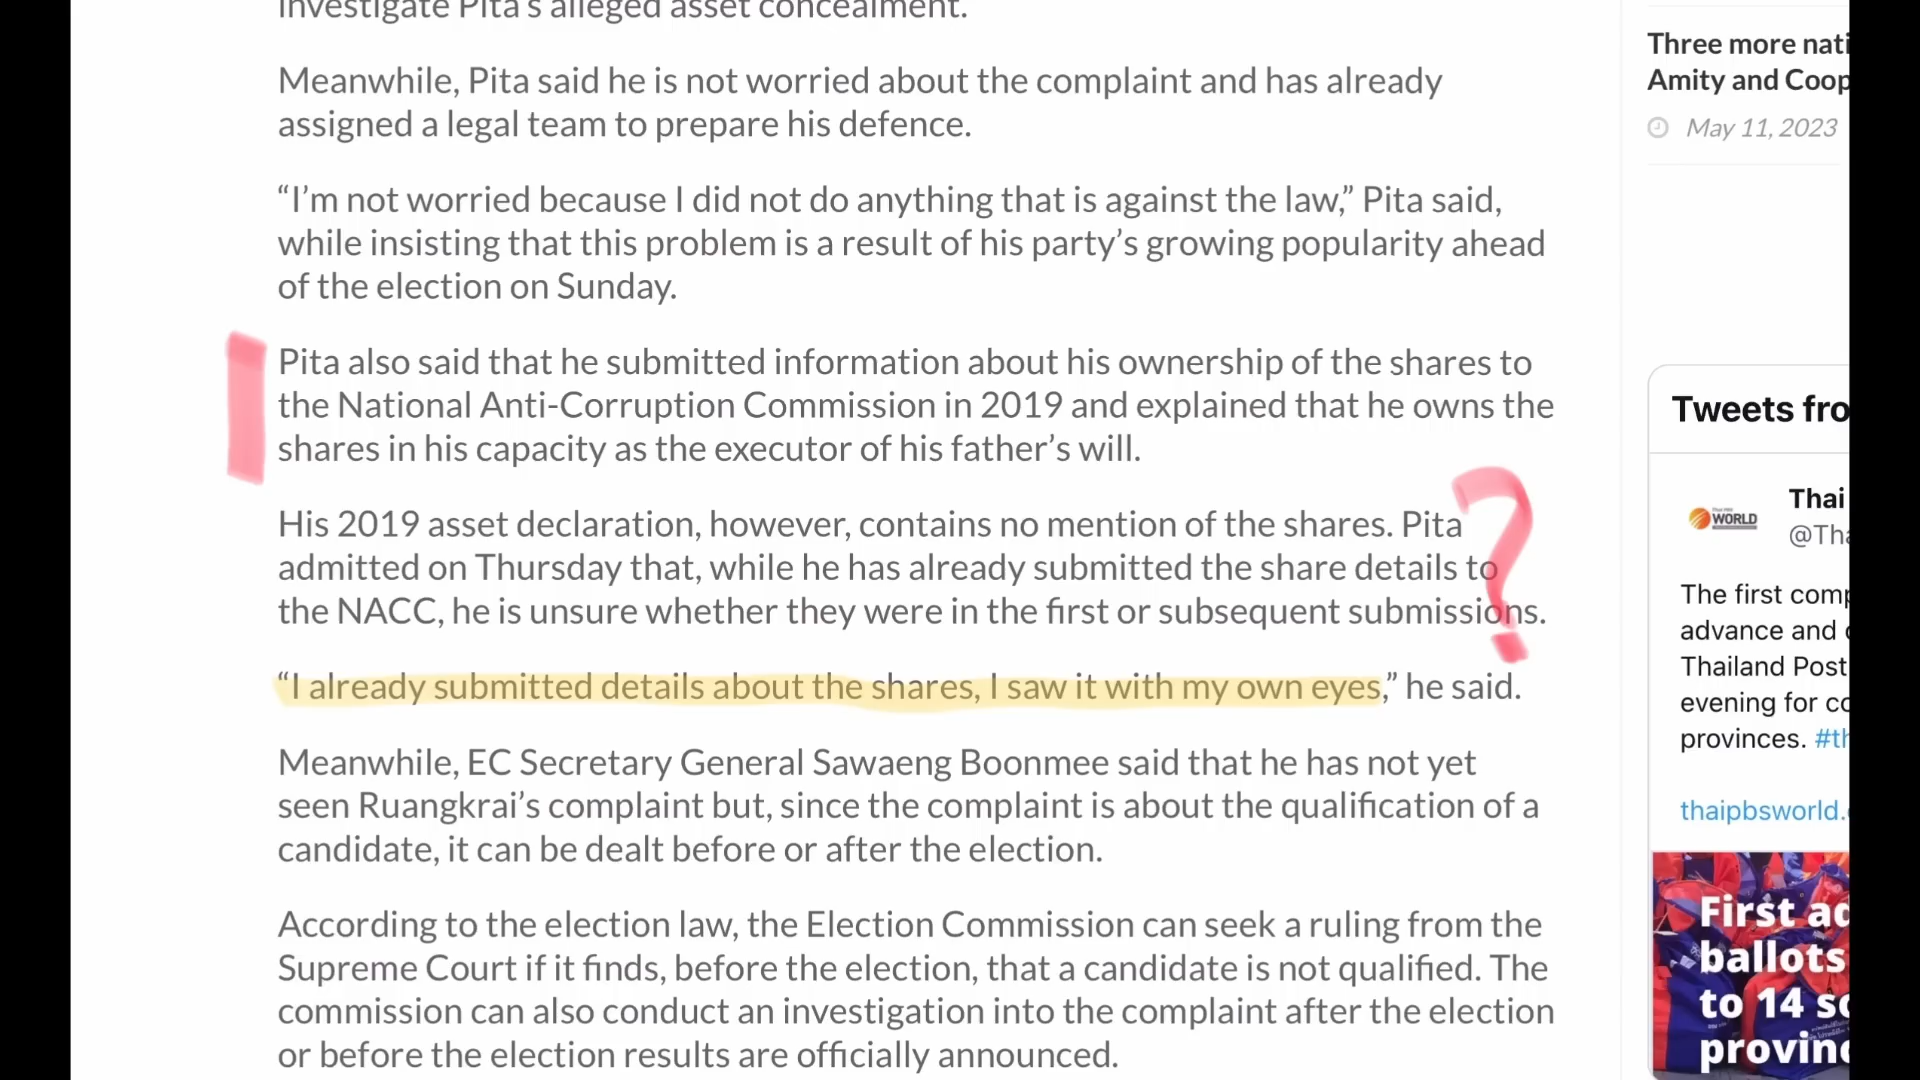 investigate Pita's alleged asset concealment.
Meanwhile, Pita said he is not worried about the complaint and has already
assigned a legal team to prepare his defence.
“I’m not worried because I did not do anything that is against the law,” Pita said,
while insisting that this problem is a result of his party’s growing popularity ahead
of the election on Sunday.
Pita also said that he submitted information about his ownership of the shares to
the National Anti-Corruption Commission in 2019 and explained that he owns the
shares in his capacity as the executor of his father’s will.
?
His 2019 asset declaration, however, contains no mention of the shares. Pita
admitted on Thursday that, while he has already submitted the share details to
the NACC, he is unsure whether they were in the first or subsequent submissions.
“I already submitted details about the shares, I saw it with my own eyes,” he said.
Meanwhile, EC Secretary General Sawaeng Boonmee said that he has not yet
seen Ruangkrai’s complaint but, since the complaint is about the qualification of a
candidate, it can be dealt before or after the election.
According to the election law, the Election Commission can seek a ruling from the
Supreme Court if it finds, before the election, that a candidate is not qualified. The
commission can also conduct an investigation into the complaint after the election
or before the election results are officially announced.
Three more nati
Amity and Coop
May 11, 2023
Tweets fro
WORLD
Thai
@Tha
The first comp
advance and
Thailand Post
evening for co
provinces. #th
thaipbsworld.
First ad
ballots
to 14 so
provinc